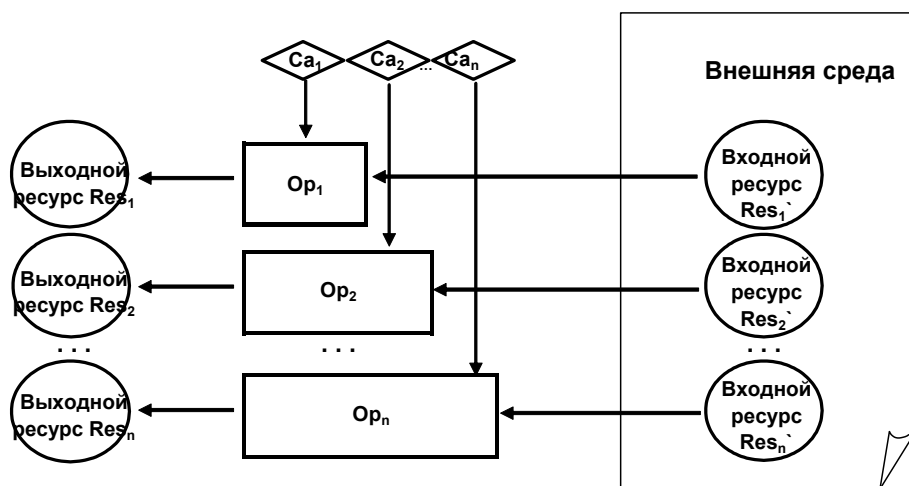 Ca₁ Ca₂ ... Caₙ
Внешняя среда
Выходной
ресурс Res₁
Op₁
Входной
ресурс
Res₁`
Выходной
ресурс Res₂
Op₂
Входной
ресурс
Res₂`
. . . . . . . . .
Выходной
ресурс Resₙ
Opₙ
Входной
ресурс
Resₙ`